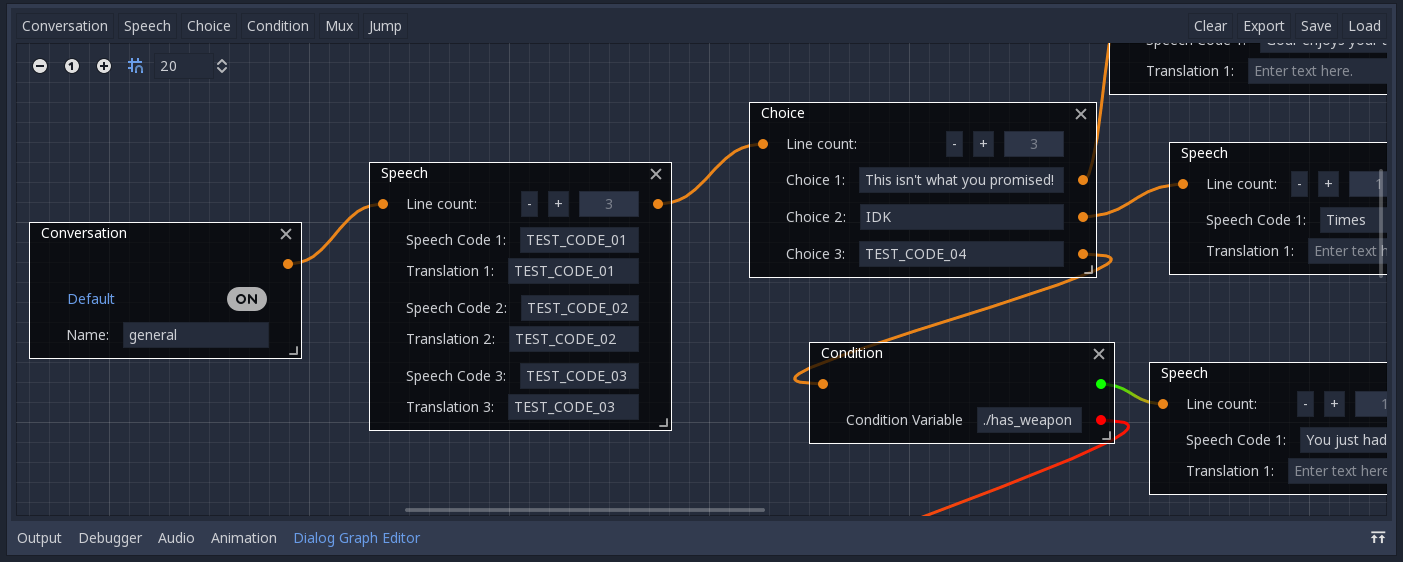 Conversation Speech Choice Condition Mux Jump Clear Export Save Load
20
Translation 1: Enter text here.
Choice
Line count: - + 3
Choice 1: This isn't what you promised!
Choice 2: IDK
Choice 3: TEST_CODE_04
Speech
Line count: - + 1
Speech Code 1: Times
Translation 1: Enter text h
Speech
Line count: - + 3
Speech Code 1: TEST_CODE_01
Translation 1: TEST_CODE_01
Speech Code 2: TEST_CODE_02
Translation 2: TEST_CODE_02
Speech Code 3: TEST_CODE_03
Translation 3: TEST_CODE_03
Conversation
Default ON
Name: general
Condition
Condition Variable ./has_weapon
Speech
Line count: - + 1
Speech Code 1: You just had
Translation 1: Enter text here
Output Debugger Audio Animation Dialog Graph Editor